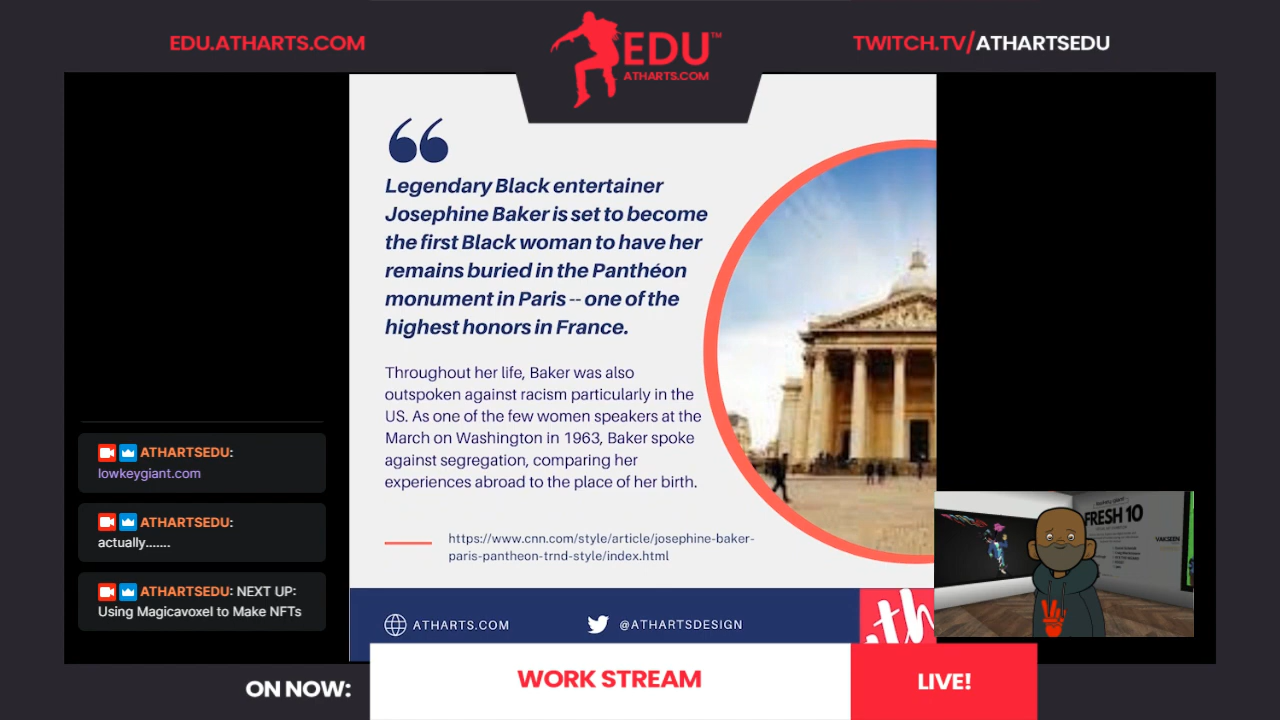 EDU.ATHARTS.COM
EDU™
ATHARTS.COM
TWITCH.TV/ATHARTSEDU
Legendary Black entertainer
Josephine Baker is set to become
the first Black woman to have her
remains buried in the Panthéon
monument in Paris -- one of the
highest honors in France.
Throughout her life, Baker was also
outspoken against racism particularly in the
US. As one of the few women speakers at the
March on Washington in 1963, Baker spoke
against segregation, comparing her
experiences abroad to the place of her birth.
https://www.cnn.com/style/article/josephine-baker-
paris-pantheon-trnd-style/index.html
ATHARTS.COM
@ATHARTSDESIGN
ath
ATHARTSEDU:
lowkeygiant.com
ATHARTSEDU:
actually.......
ATHARTSEDU: NEXT UP:
Using Magicavoxel to Make NFTs
FRESH 10
ON NOW:
WORK STREAM
LIVE!